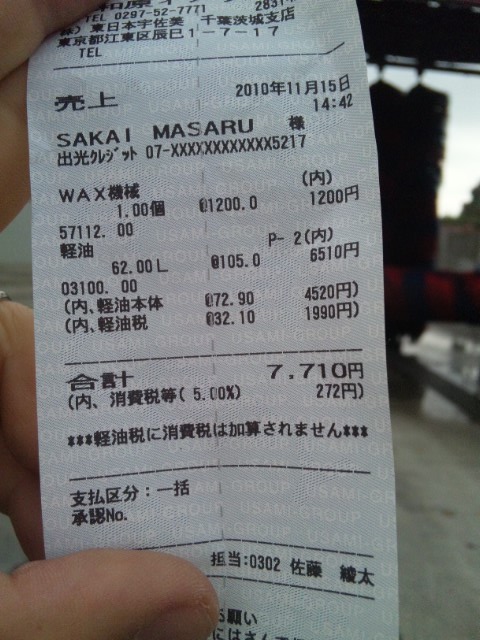 TEL 0297-52-7771 2831
株)東日本宇佐美 千葉茨城支店
東京都江東区辰巳1-7-17
TEL
売上 2010年11月15日
14:42
SAKAI MASARU 様
出光クレジット 07-XXXXXXXXXXXX5217
WAX機械 (内)
1.00個 @1200.0 1200円
57112. 00
軽油 P- 2(内)
62.00L @105.0 6510円
03100. 00
(内、軽油本体 @72.90 4520円)
(内、軽油税 @32.10 1990円)
合計 7,710円
(内、消費税等( 5.00%) 272円)
***軽油税に消費税は加算されません***
支払区分:一括
承認No.
担当:0302 佐藤 綾太
願い